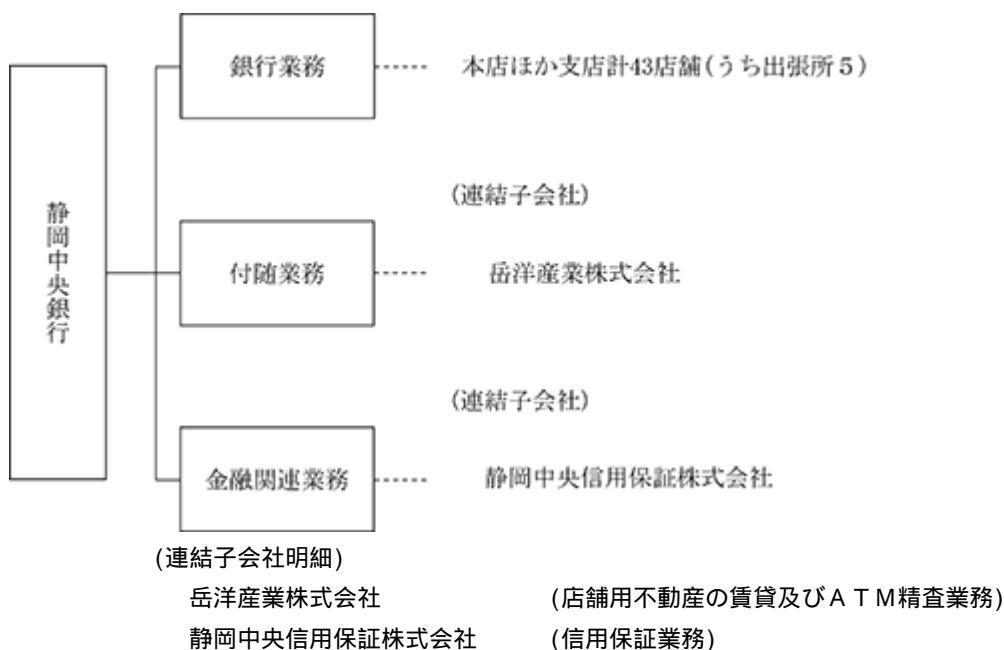 静岡中央銀行
銀行業務 ------ 本店ほか支店計43店舗(うち出張所5)
(連結子会社)
付随業務 ------ 岳洋産業株式会社
(連結子会社)
金融関連業務 ------ 静岡中央信用保証株式会社
(連結子会社明細)
岳洋産業株式会社 (店舗用不動産の賃貸及びATM精査業務)
静岡中央信用保証株式会社 (信用保証業務)